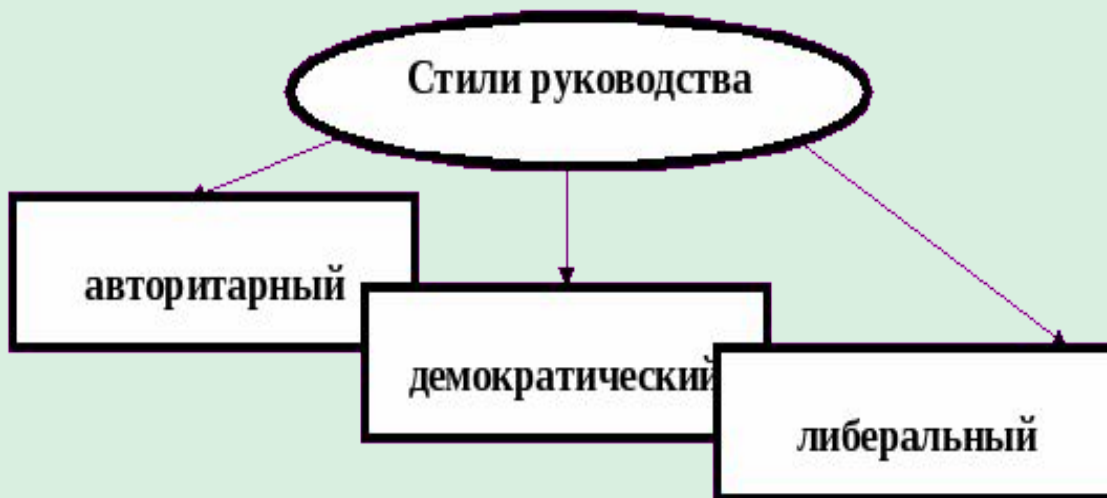 Стили руководства
авторитарный
демократический
либеральный